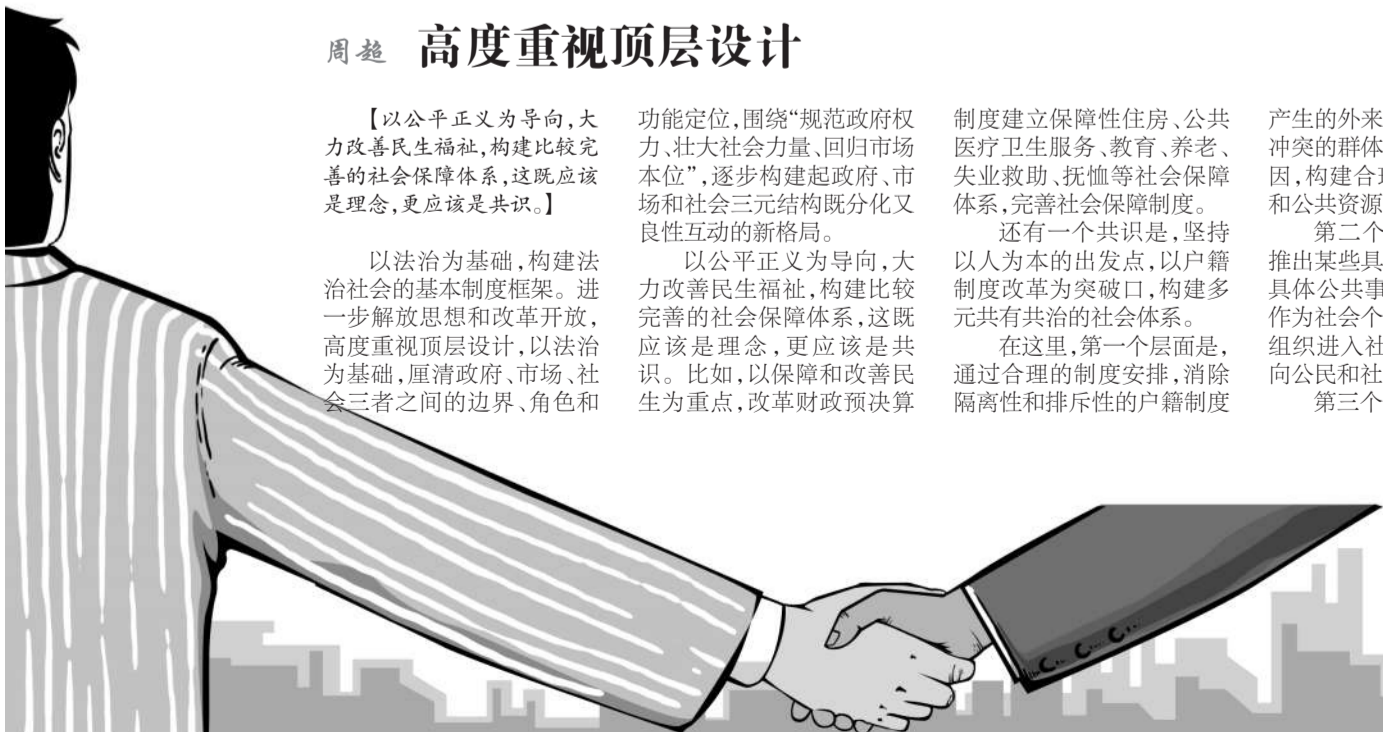 周超 高度重视顶层设计
【以公平正义为导向,大
力改善民生福祉,构建比较完
善的社会保障体系,这既应该
是理念,更应该是共识。】
以法治为基础,构建法
治社会的基本制度框架。进
一步解放思想和改革开放,
高度重视顶层设计,以法治
为基础,厘清政府、市场、社
会三者之间的边界、角色和
功能定位,围绕“规范政府权
力、壮大社会力量、回归市场
本位”,逐步构建起政府、市
场和社会三元结构既分化又
良性互动的新格局。
以公平正义为导向,大
力改善民生福祉,构建比较
完善的社会保障体系,这既
应该是理念,更应该是共
识。比如,以保障和改善民
生为重点,改革财政预决算
制度建立保障性住房、公共
医疗卫生服务、教育、养老、
失业救助、抚恤等社会保障
体系,完善社会保障制度。
还有一个共识是,坚持
以人为本的出发点,以户籍
制度改革为突破口,构建多
元共有共治的社会体系。
在这里,第一个层面是,
通过合理的制度安排,消除
隔离性和排斥性的户籍制度
产生的外来
冲突的群体
因,构建合
和公共资源
第二个
推出某些具
具体公共事
作为社会个
组织进入社
向公民和社
第三个